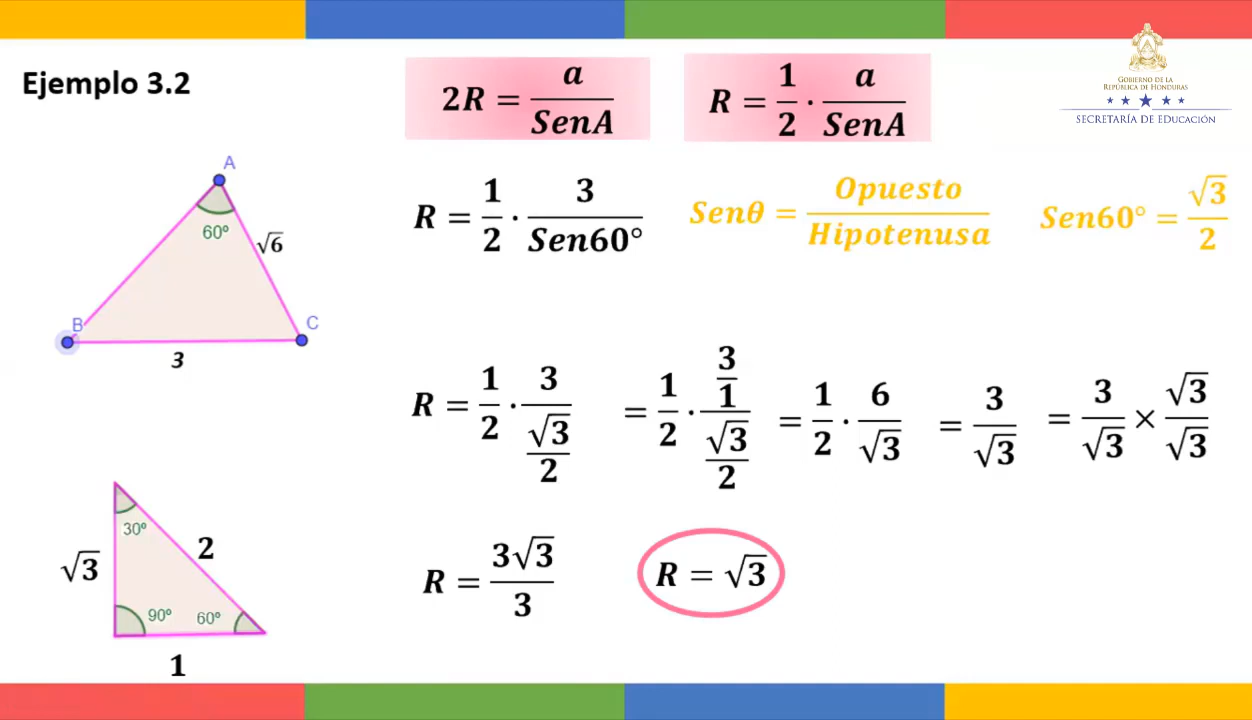 Ejemplo 3.2
2R = a/SenA
R = 1/2 · a/SenA
GOBIERNO DE LA
REPÚBLICA DE HONDURAS
SECRETARÍA DE EDUCACIÓN
A
60º
√6
B
C
3
R = 1/2 · 3/Sen60°
Senθ = Opuesto/Hipotenusa
Sen60° = √3/2
R = 1/2 · 3/(√3/2) = 1/2 · (3/1)/(√3/2) = 1/2 · 6/√3 = 3/√3 = 3/√3 × √3/√3
30º
√3
2
90º
60º
1
R = 3√3/3
R = √3